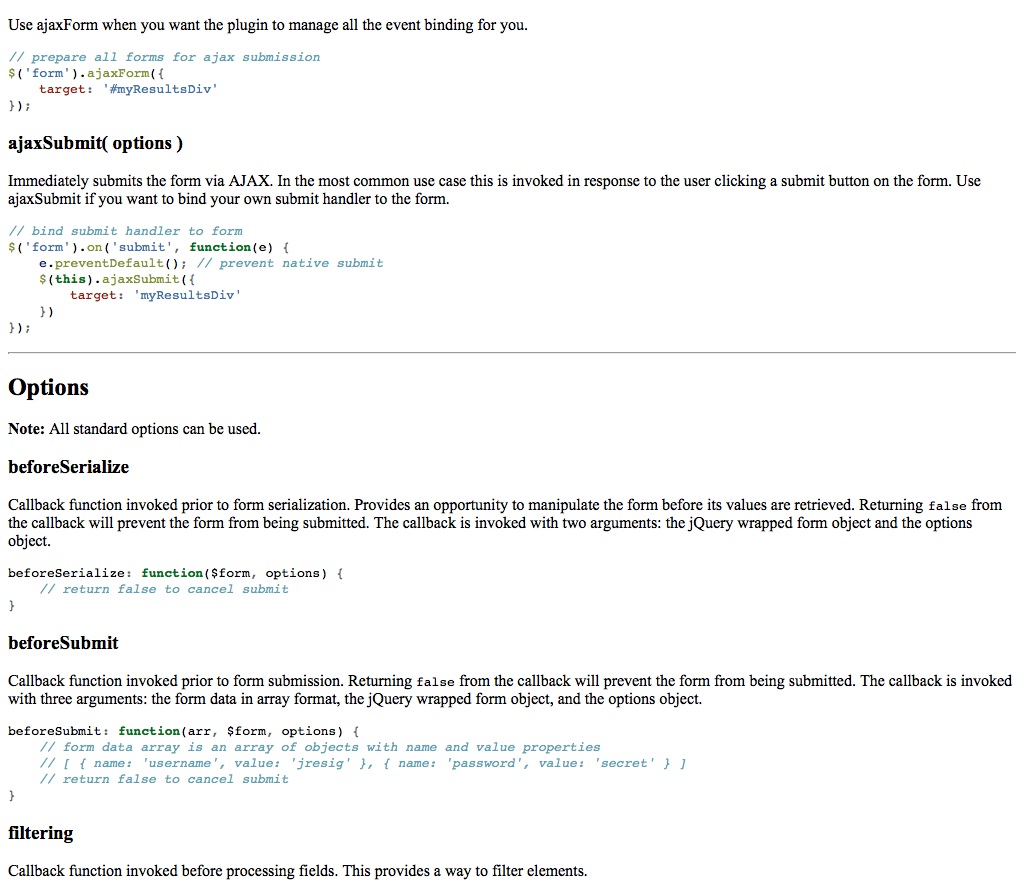 Use ajaxForm when you want the plugin to manage all the event binding for you.
// prepare all forms for ajax submission
$('form').ajaxForm({
    target: '#myResultsDiv'
});
ajaxSubmit( options )
Immediately submits the form via AJAX. In the most common use case this is invoked in response to the user clicking a submit button on the form. Use
ajaxSubmit if you want to bind your own submit handler to the form.
// bind submit handler to form
$('form').on('submit', function(e) {
    e.preventDefault(); // prevent native submit
    $(this).ajaxSubmit({
        target: 'myResultsDiv'
    })
});
Options
Note: All standard options can be used.
beforeSerialize
Callback function invoked prior to form serialization. Provides an opportunity to manipulate the form before its values are retrieved. Returning false from
the callback will prevent the form from being submitted. The callback is invoked with two arguments: the jQuery wrapped form object and the options
object.
beforeSerialize: function($form, options) {
    // return false to cancel submit
}
beforeSubmit
Callback function invoked prior to form submission. Returning false from the callback will prevent the form from being submitted. The callback is invoked
with three arguments: the form data in array format, the jQuery wrapped form object, and the options object.
beforeSubmit: function(arr, $form, options) {
    // form data array is an array of objects with name and value properties
    // [ { name: 'username', value: 'jresig' }, { name: 'password', value: 'secret' } ]
    // return false to cancel submit
}
filtering
Callback function invoked before processing fields. This provides a way to filter elements.